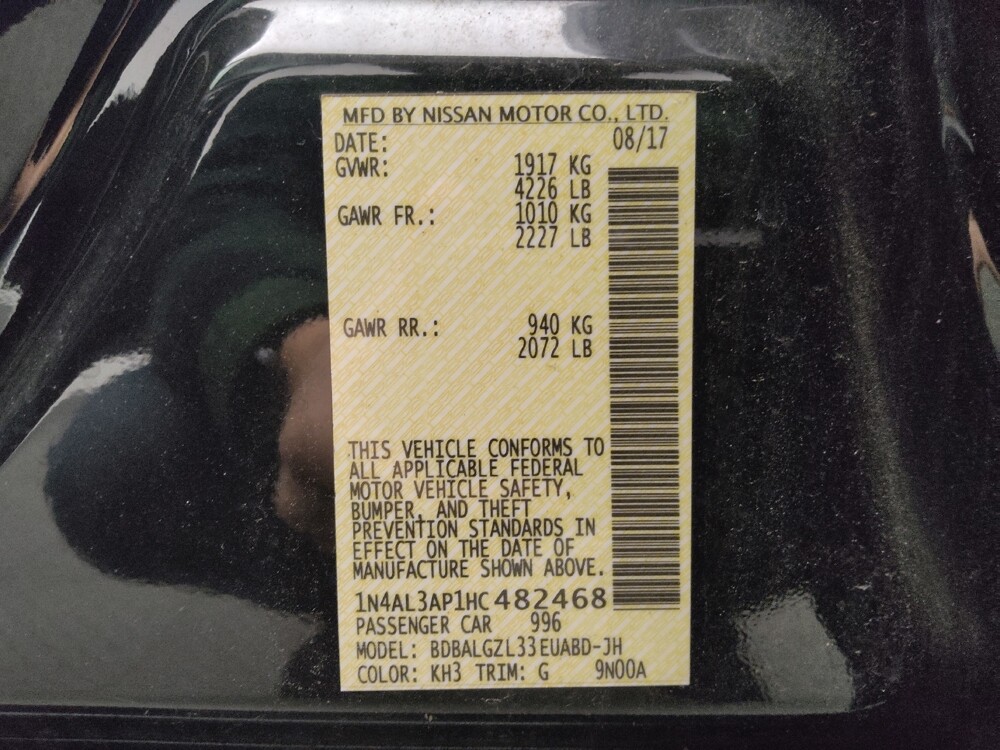 MFD BY NISSAN MOTOR CO., LTD.
DATE: 08/17
GVWR: 1917 KG
4226 LB
GAWR FR.: 1010 KG
2227 LB
GAWR RR.: 940 KG
2072 LB
THIS VEHICLE CONFORMS TO
ALL APPLICABLE FEDERAL
MOTOR VEHICLE SAFETY,
BUMPER, AND THEFT
PREVENTION STANDARDS IN
EFFECT ON THE DATE OF
MANUFACTURE SHOWN ABOVE.
1N4AL3AP1HC482468
PASSENGER CAR 996
MODEL: BDBALGZL33EUABD-JH
COLOR: KH3 TRIM: G 9N00A